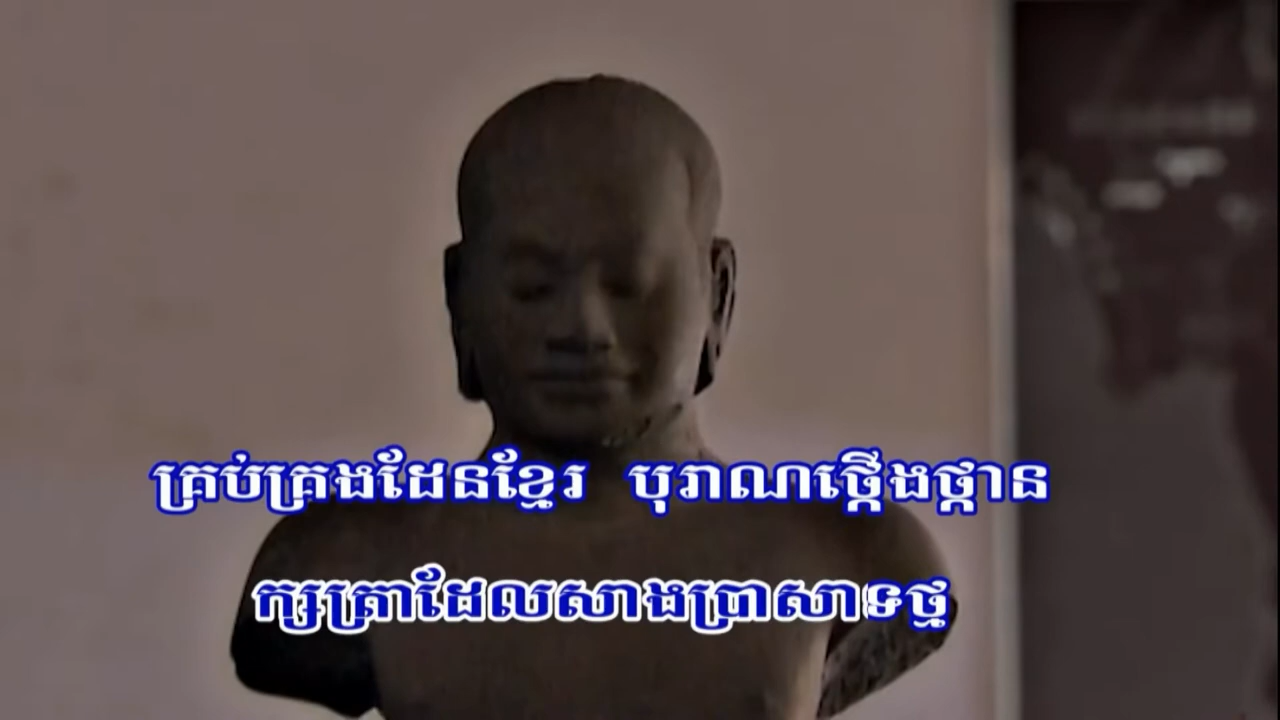 គ្រប់គ្រងដែនខ្មែរ បុរាណថ្កើងថ្កាន
ក្សត្រាដែលសាងប្រាសាទថ្ម